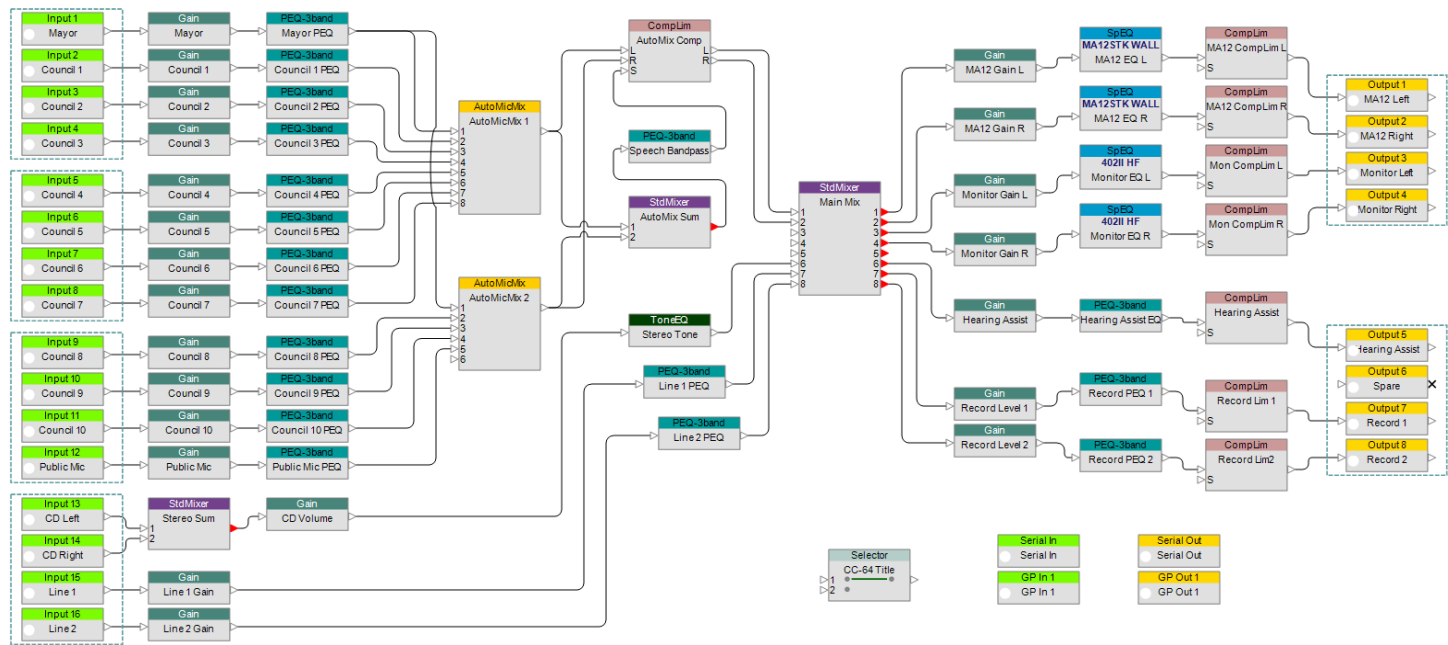 Input 1
Mayor
Gain
Mayor
PEQ-3band
Mayor PEQ
Input 2
Council 1
Gain
Council 1
PEQ-3band
Council 1 PEQ
Input 3
Council 2
Gain
Council 2
PEQ-3band
Council 2 PEQ
Input 4
Council 3
Gain
Council 3
PEQ-3band
Council 3 PEQ
Input 5
Council 4
Gain
Council 4
PEQ-3band
Council 4 PEQ
Input 6
Council 5
Gain
Council 5
PEQ-3band
Council 5 PEQ
Input 7
Council 6
Gain
Council 6
PEQ-3band
Council 6 PEQ
Input 8
Council 7
Gain
Council 7
PEQ-3band
Council 7 PEQ
Input 9
Council 8
Gain
Council 8
PEQ-3band
Council 8 PEQ
Input 10
Council 9
Gain
Council 9
PEQ-3band
Council 9 PEQ
Input 11
Council 10
Gain
Council 10
PEQ-3band
Council 10 PEQ
Input 12
Public Mic
Gain
Public Mic
PEQ-3band
Public Mic PEQ
Input 13
CD Left
Input 14
CD Right
StdMixer
Stereo Sum
1
2
Gain
CD Volume
Input 15
Line 1
Gain
Line 1 Gain
Input 16
Line 2
Gain
Line 2 Gain
AutoMicMix
AutoMicMix 1
1
2
3
4
5
6
7
8
AutoMicMix
AutoMicMix 2
1
2
3
4
5
6
CompLim
AutoMix Comp
L
R
S
L
R
PEQ-3band
Speech Bandpass
StdMixer
AutoMix Sum
1
2
ToneEQ
Stereo Tone
PEQ-3band
Line 1 PEQ
PEQ-3band
Line 2 PEQ
StdMixer
Main Mix
1 1
2 2
3 3
4 4
5 5
6 6
7 7
8 8
Gain
MA12 Gain L
SpEQ
MA12STK WALL
MA12 EQ L
CompLim
MA12 CompLim L
S
Gain
MA12 Gain R
SpEQ
MA12STK WALL
MA12 EQ R
CompLim
MA12 CompLim R
S
Gain
Monitor Gain L
SpEQ
402II HF
Monitor EQ L
CompLim
Mon CompLim L
S
Gain
Monitor Gain R
SpEQ
402II HF
Monitor EQ R
CompLim
Mon CompLim R
S
Output 1
MA12 Left
Output 2
MA12 Right
Output 3
Monitor Left
Output 4
Monitor Right
Gain
Hearing Assist
PEQ-3band
Hearing Assist EQ
CompLim
Hearing Assist
S
Gain
Record Level 1
PEQ-3band
Record PEQ 1
CompLim
Record Lim 1
S
Gain
Record Level 2
PEQ-3band
Record PEQ 2
CompLim
Record Lim2
S
Output 5
Hearing Assist
Output 6
Spare
Output 7
Record 1
Output 8
Record 2
Selector
CC-64 Title
1
2
Serial In
Serial In
Serial Out
Serial Out
GP In 1
GP In 1
GP Out 1
GP Out 1